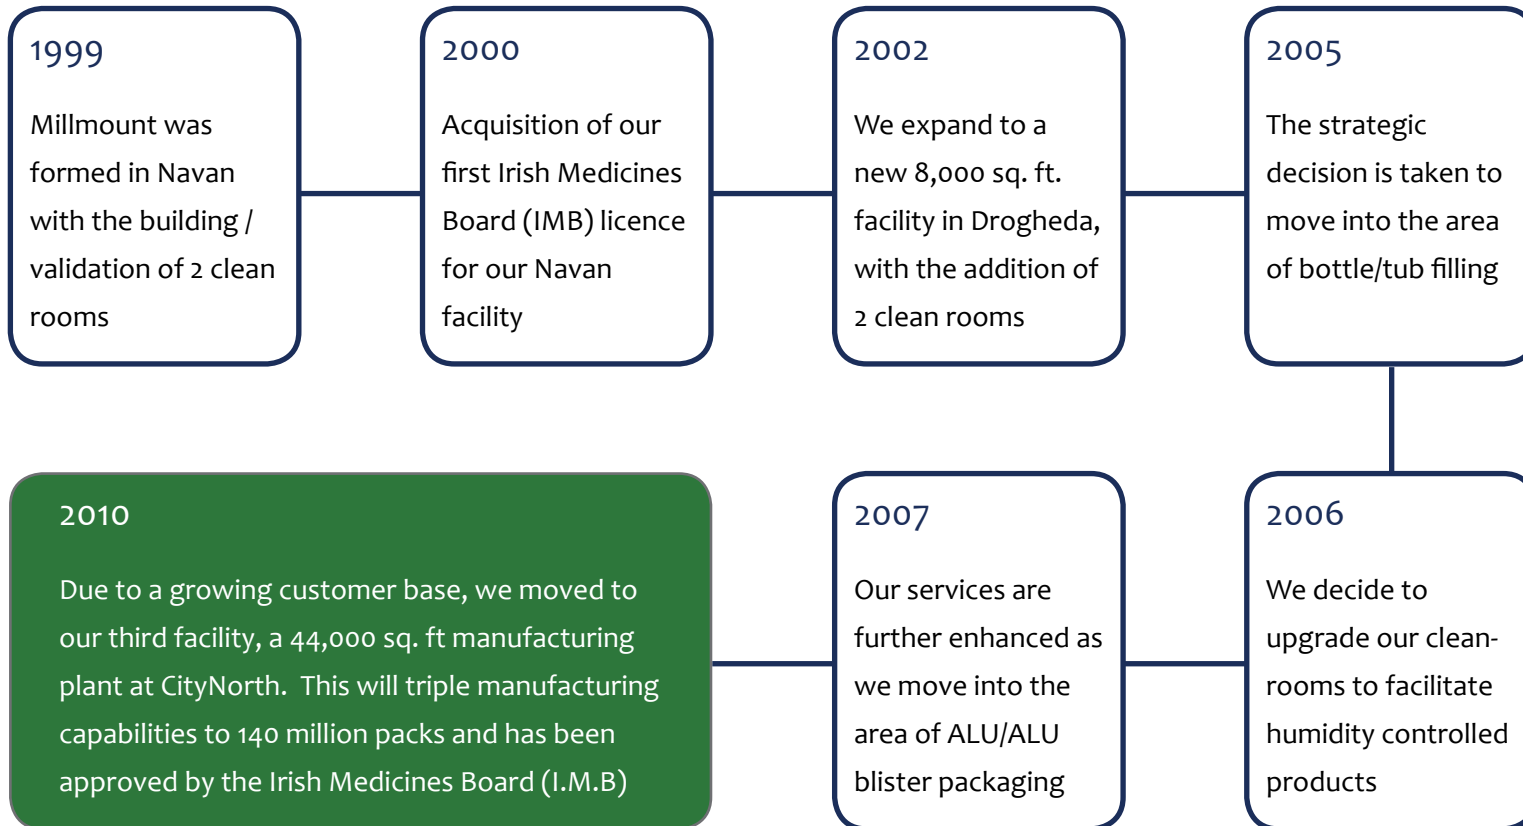 1999
Millmount was
formed in Navan
with the building /
validation of 2 clean
rooms
2000
Acquisition of our
first Irish Medicines
Board (IMB) licence
for our Navan
facility
2002
We expand to a
new 8,000 sq. ft.
facility in Drogheda,
with the addition of
2 clean rooms
2005
The strategic
decision is taken to
move into the area
of bottle/tub filling
2006
We decide to
upgrade our clean-
rooms to facilitate
humidity controlled
products
2007
Our services are
further enhanced as
we move into the
area of ALU/ALU
blister packaging
2010
Due to a growing customer base, we moved to
our third facility, a 44,000 sq. ft manufacturing
plant at CityNorth.  This will triple manufacturing
capabilities to 140 million packs and has been
approved by the Irish Medicines Board (I.M.B)